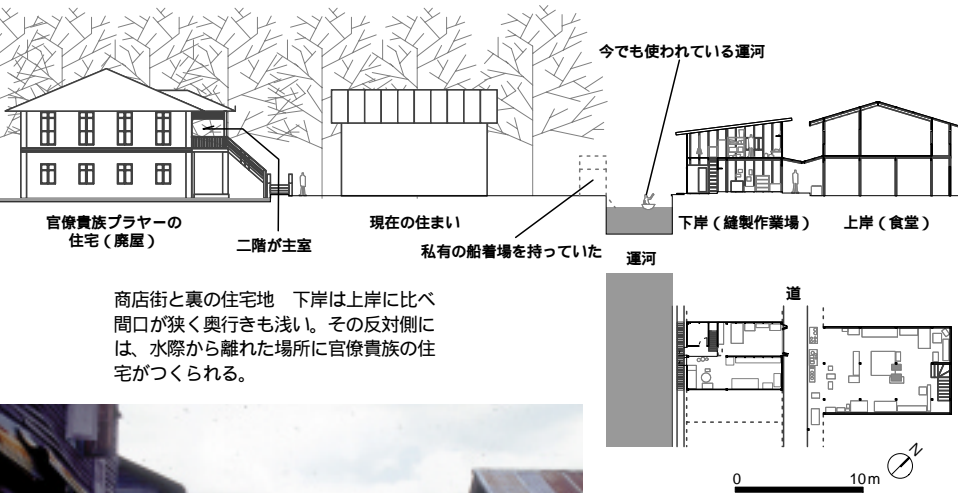 今でも使われている運河
官僚貴族プラヤーの
住宅（廃屋）
二階が主室
現在の住まい
私有の船着場を持っていた
下岸（縫製作業場）
上岸（食堂）
運河
道
商店街と裏の住宅地　下岸は上岸に比べ
間口が狭く奥行きも浅い。その反対側に
は、水際から離れた場所に官僚貴族の住
宅がつくられる。
N
0 10m